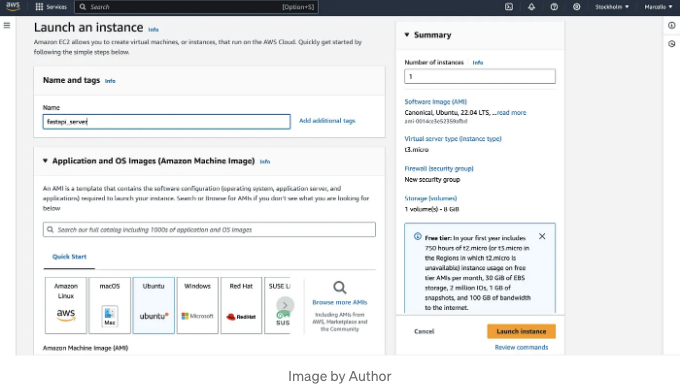 aws
Services
Search
[Option+S]
Stockholm
Marcello
Launch an instance Info
Amazon EC2 allows you to create virtual machines, or instances, that run on the AWS Cloud. Quickly get started by
following the simple steps below.
Name and tags Info
Name
fastapi_server
Add additional tags
Application and OS Images (Amazon Machine Image) Info
An AMI is a template that contains the software configuration (operating system, application server, and
applications) required to launch your instance. Search or Browse for AMIs if you don't see what you are looking for
below
Search our full catalog including 1000s of application and OS images
Quick Start
Amazon
Linux
aws
macOS
Mac
Ubuntu
ubuntu
Windows
Microsoft
Red Hat
RedHat
SUSE Li
SUS
Browse more AMIs
Including AMIs from
AWS, Marketplace and
the Community
Amazon Machine Image (AMI)
Summary
Number of instances Info
1
Software Image (AMI)
Canonical, Ubuntu, 22.04 LTS, ...read more
Virtual server type (instance type)
t3.micro
Firewall (security group)
New security group
Storage (volumes)
1 volume(s) - 8 GiB
Free tier: In your first year includes
750 hours of t2.micro (or t3.micro in
the Regions in which t2.micro is
unavailable) instance usage on free
tier AMIs per month, 30 GiB of EBS
storage, 2 million IOs, 1 GB of
snapshots, and 100 GB of bandwidth
to the internet.
Cancel
Launch instance
Review commands
Image by Author